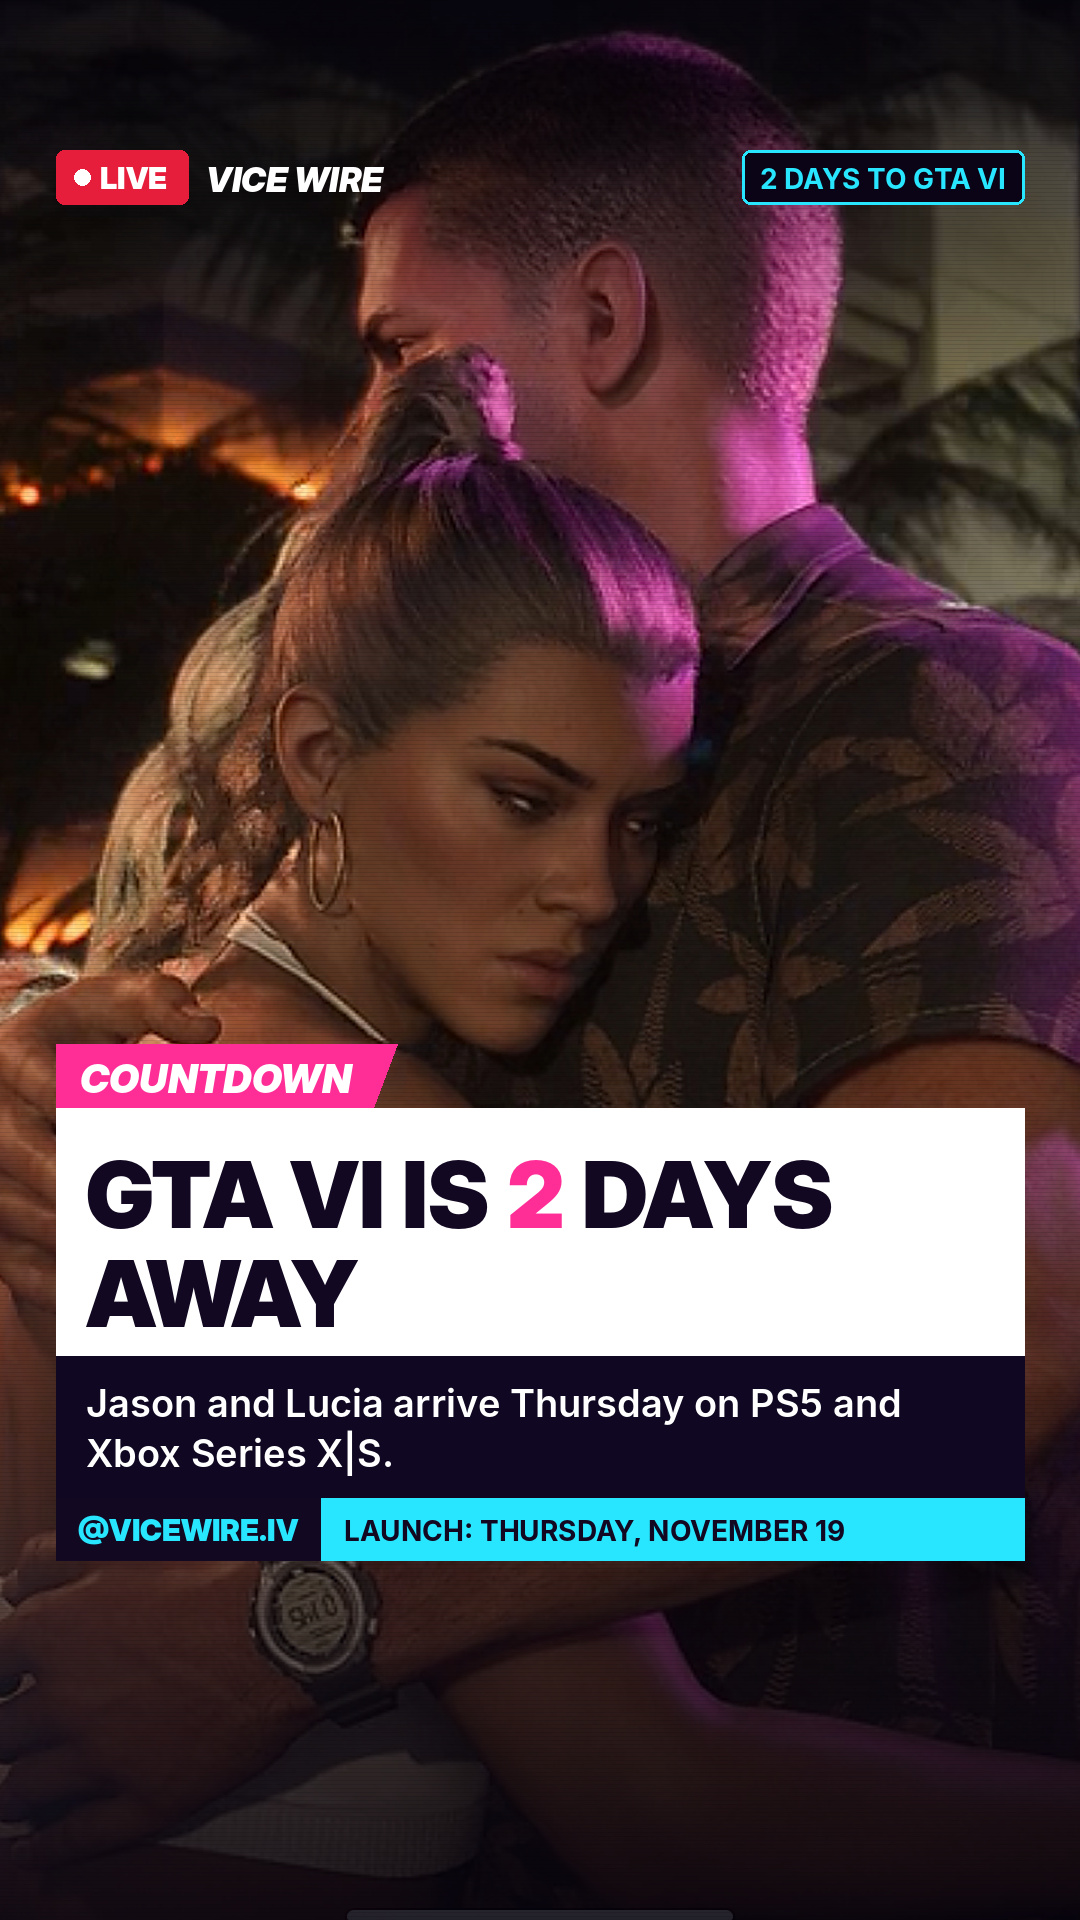 LIVE
VICE WIRE
2 DAYS TO GTA VI
COUNTDOWN
GTA VI IS 2 DAYS
AWAY
Jason and Lucia arrive Thursday on PS5 and
Xbox Series X|S.
@VICEWIRE.IV
LAUNCH: THURSDAY, NOVEMBER 19